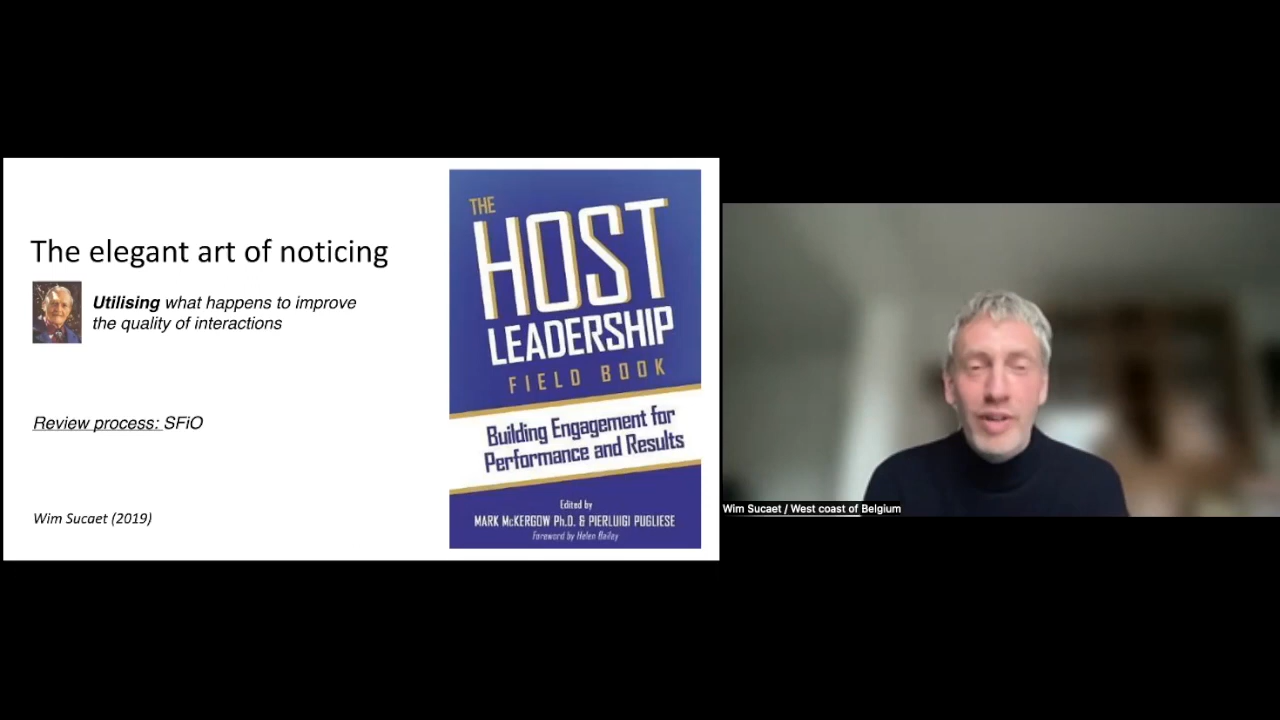 The elegant art of noticing
Utilising what happens to improve
the quality of interactions
Review process: SFiO
Wim Sucaet (2019)
THE
HOST
LEADERSHIP
FIELD BOOK
Building Engagement for
Performance and Results
Edited by
MARK McKERGOW Ph.D. & PIERLUIGI PUGLIESE
Foreword by Helen Bailey
Wim Sucaet / West coast of Belgium